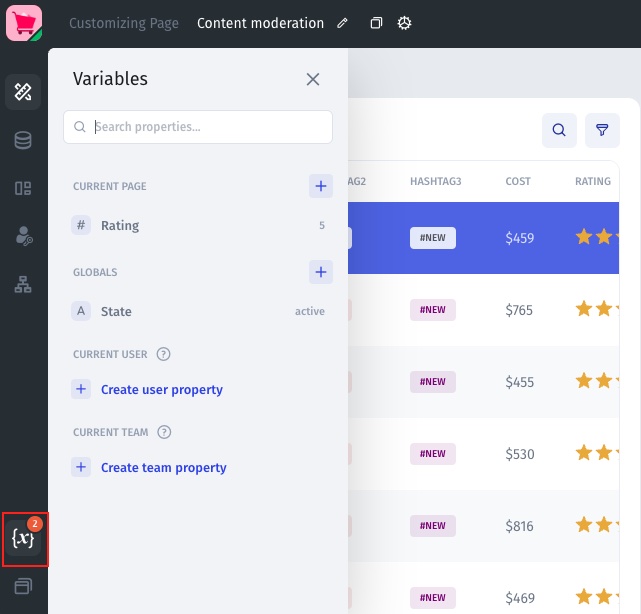 Customizing Page Content moderation
Variables
Search properties...
CURRENT PAGE
# Rating 5
GLOBALS
A State active
CURRENT USER ?
+ Create user property
CURRENT TEAM ?
+ Create team property
{x} 2
AG2 HASHTAG3 COST RATING
#NEW $459
#NEW $765
#NEW $455
#NEW $530
#NEW $816
#NEW $469